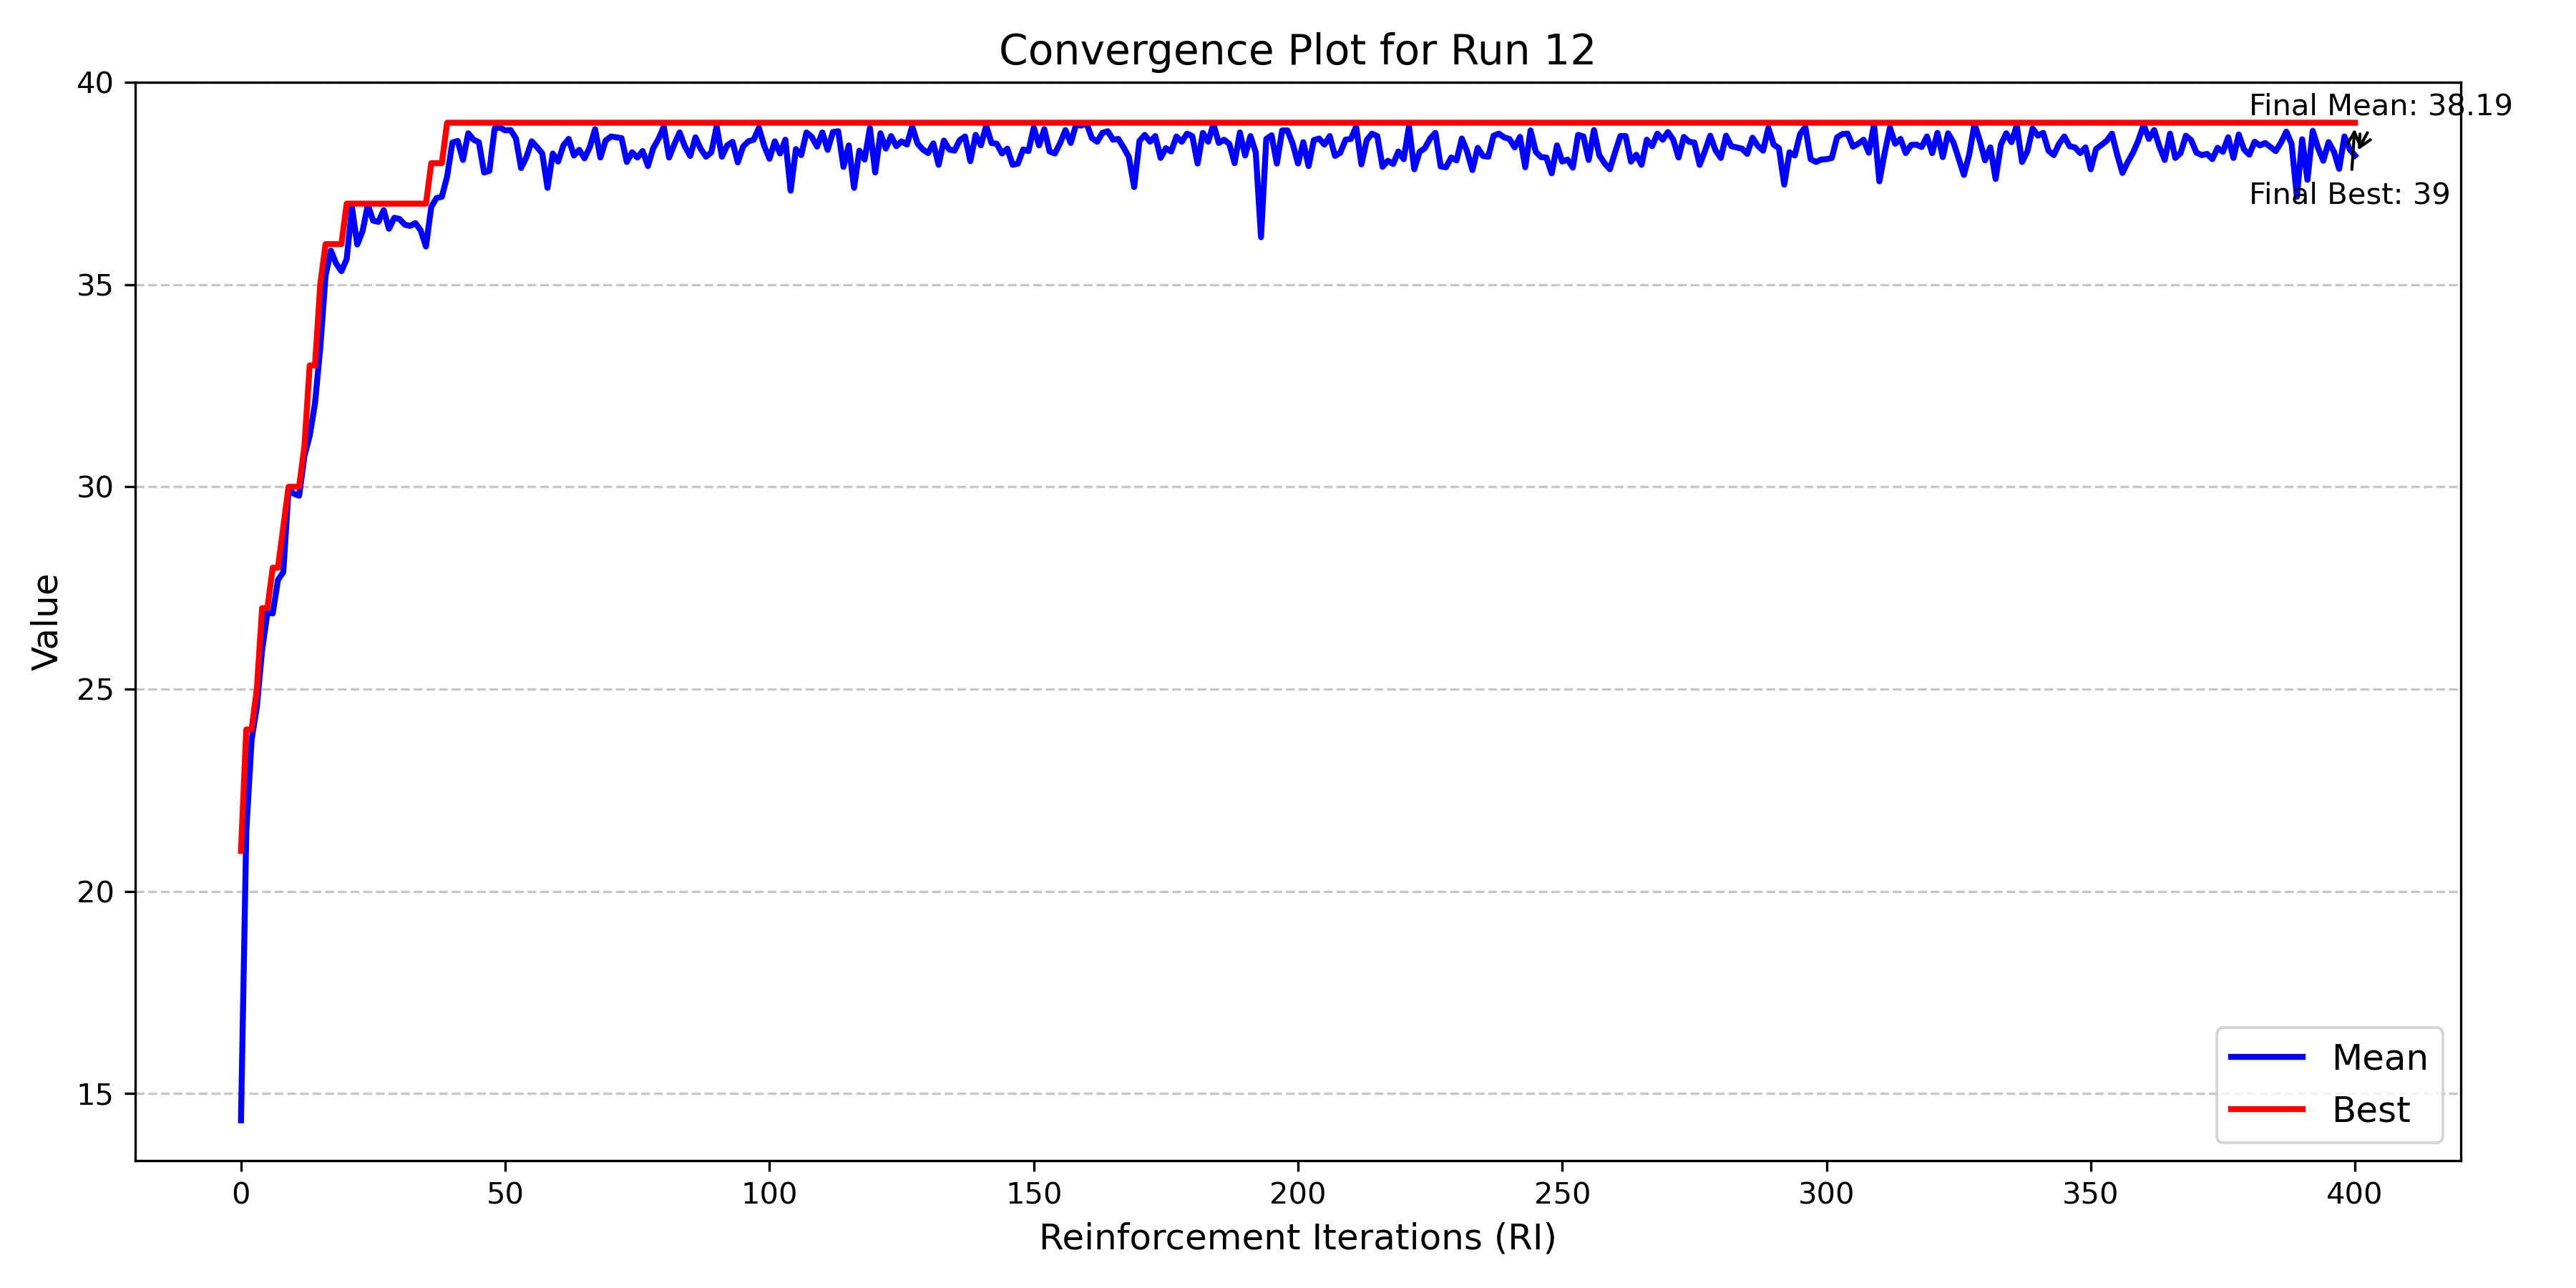 Convergence Plot for Run 12
40
35
30
25
20
15
Value
Final Mean: 38.19
Final Best: 39
Mean
Best
0 50 100 150 200 250 300 350 400
Reinforcement Iterations (RI)